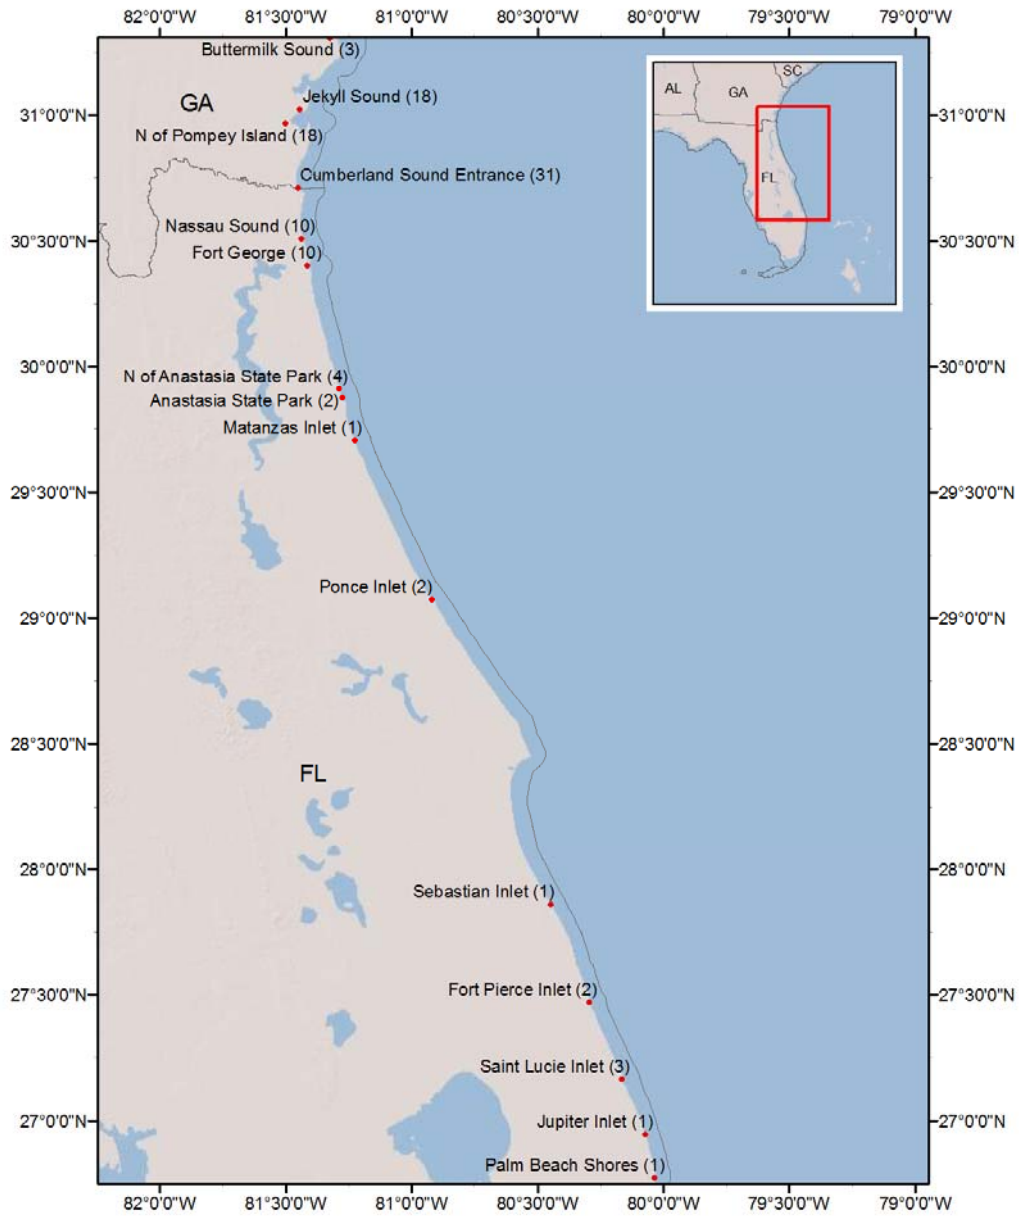 82°0'0"W 81°30'0"W 81°0'0"W 80°30'0"W 80°0'0"W 79°30'0"W 79°0'0"W
Buttermilk Sound (3)
SC
AL
GA
Jekyll Sound (18)
GA
31°0'0"N
31°0'0"N
N of Pompey Island (18)
Cumberland Sound Entrance (31)
FL
Nassau Sound (10)
30°30'0"N
30°30'0"N
Fort George (10)
30°0'0"N
30°0'0"N
N of Anastasia State Park (4)
Anastasia State Park (2)
Matanzas Inlet (1)
29°30'0"N
29°30'0"N
Ponce Inlet (2)
29°0'0"N
29°0'0"N
28°30'0"N
28°30'0"N
FL
28°0'0"N
28°0'0"N
Sebastian Inlet (1)
27°30'0"N
27°30'0"N
Fort Pierce Inlet (2)
Saint Lucie Inlet (3)
27°0'0"N
27°0'0"N
Jupiter Inlet (1)
Palm Beach Shores (1)
82°0'0"W 81°30'0"W 81°0'0"W 80°30'0"W 80°0'0"W 79°30'0"W 79°0'0"W